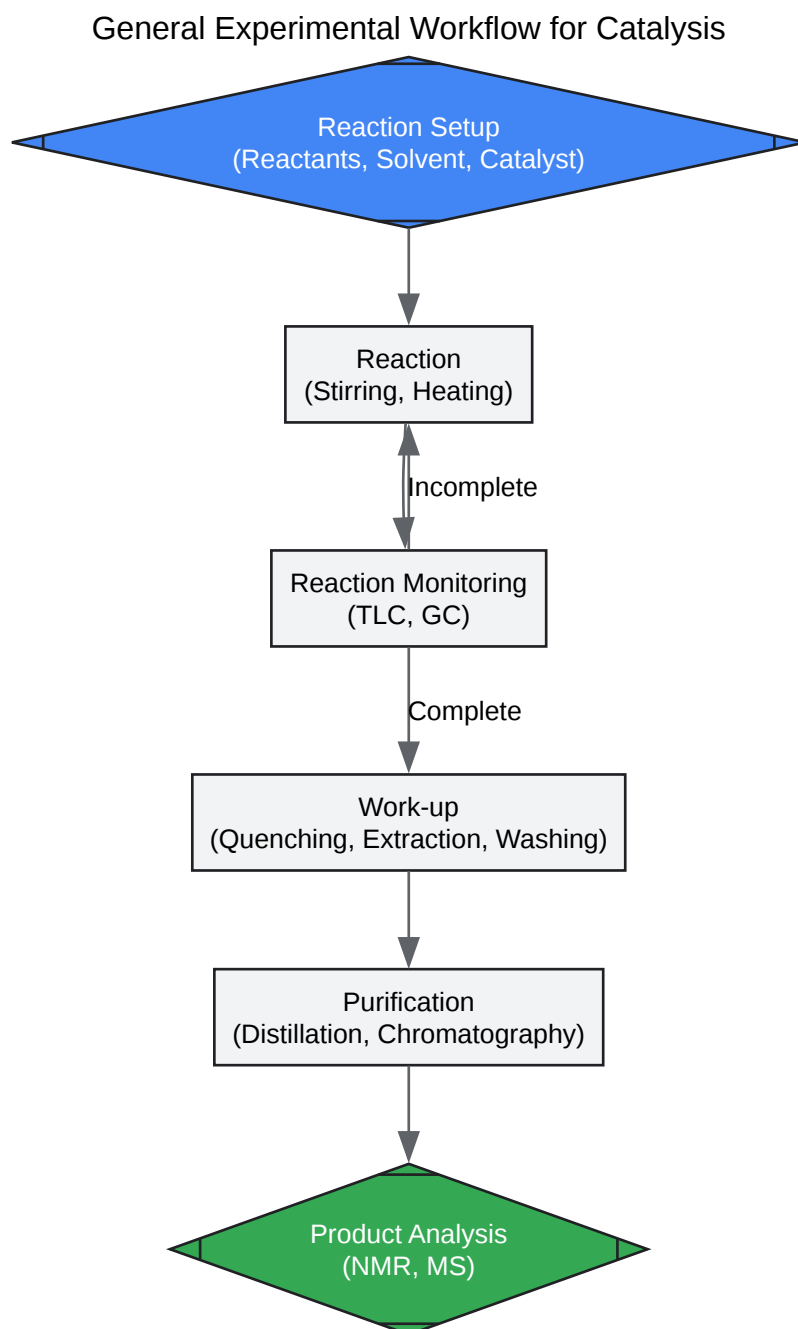 General Experimental Workflow for Catalysis
Reaction Setup
(Reactants, Solvent, Catalyst)
Reaction
(Stirring, Heating)
Incomplete
Reaction Monitoring
(TLC, GC)
Complete
Work-up
(Quenching, Extraction, Washing)
Purification
(Distillation, Chromatography)
Product Analysis
(NMR, MS)